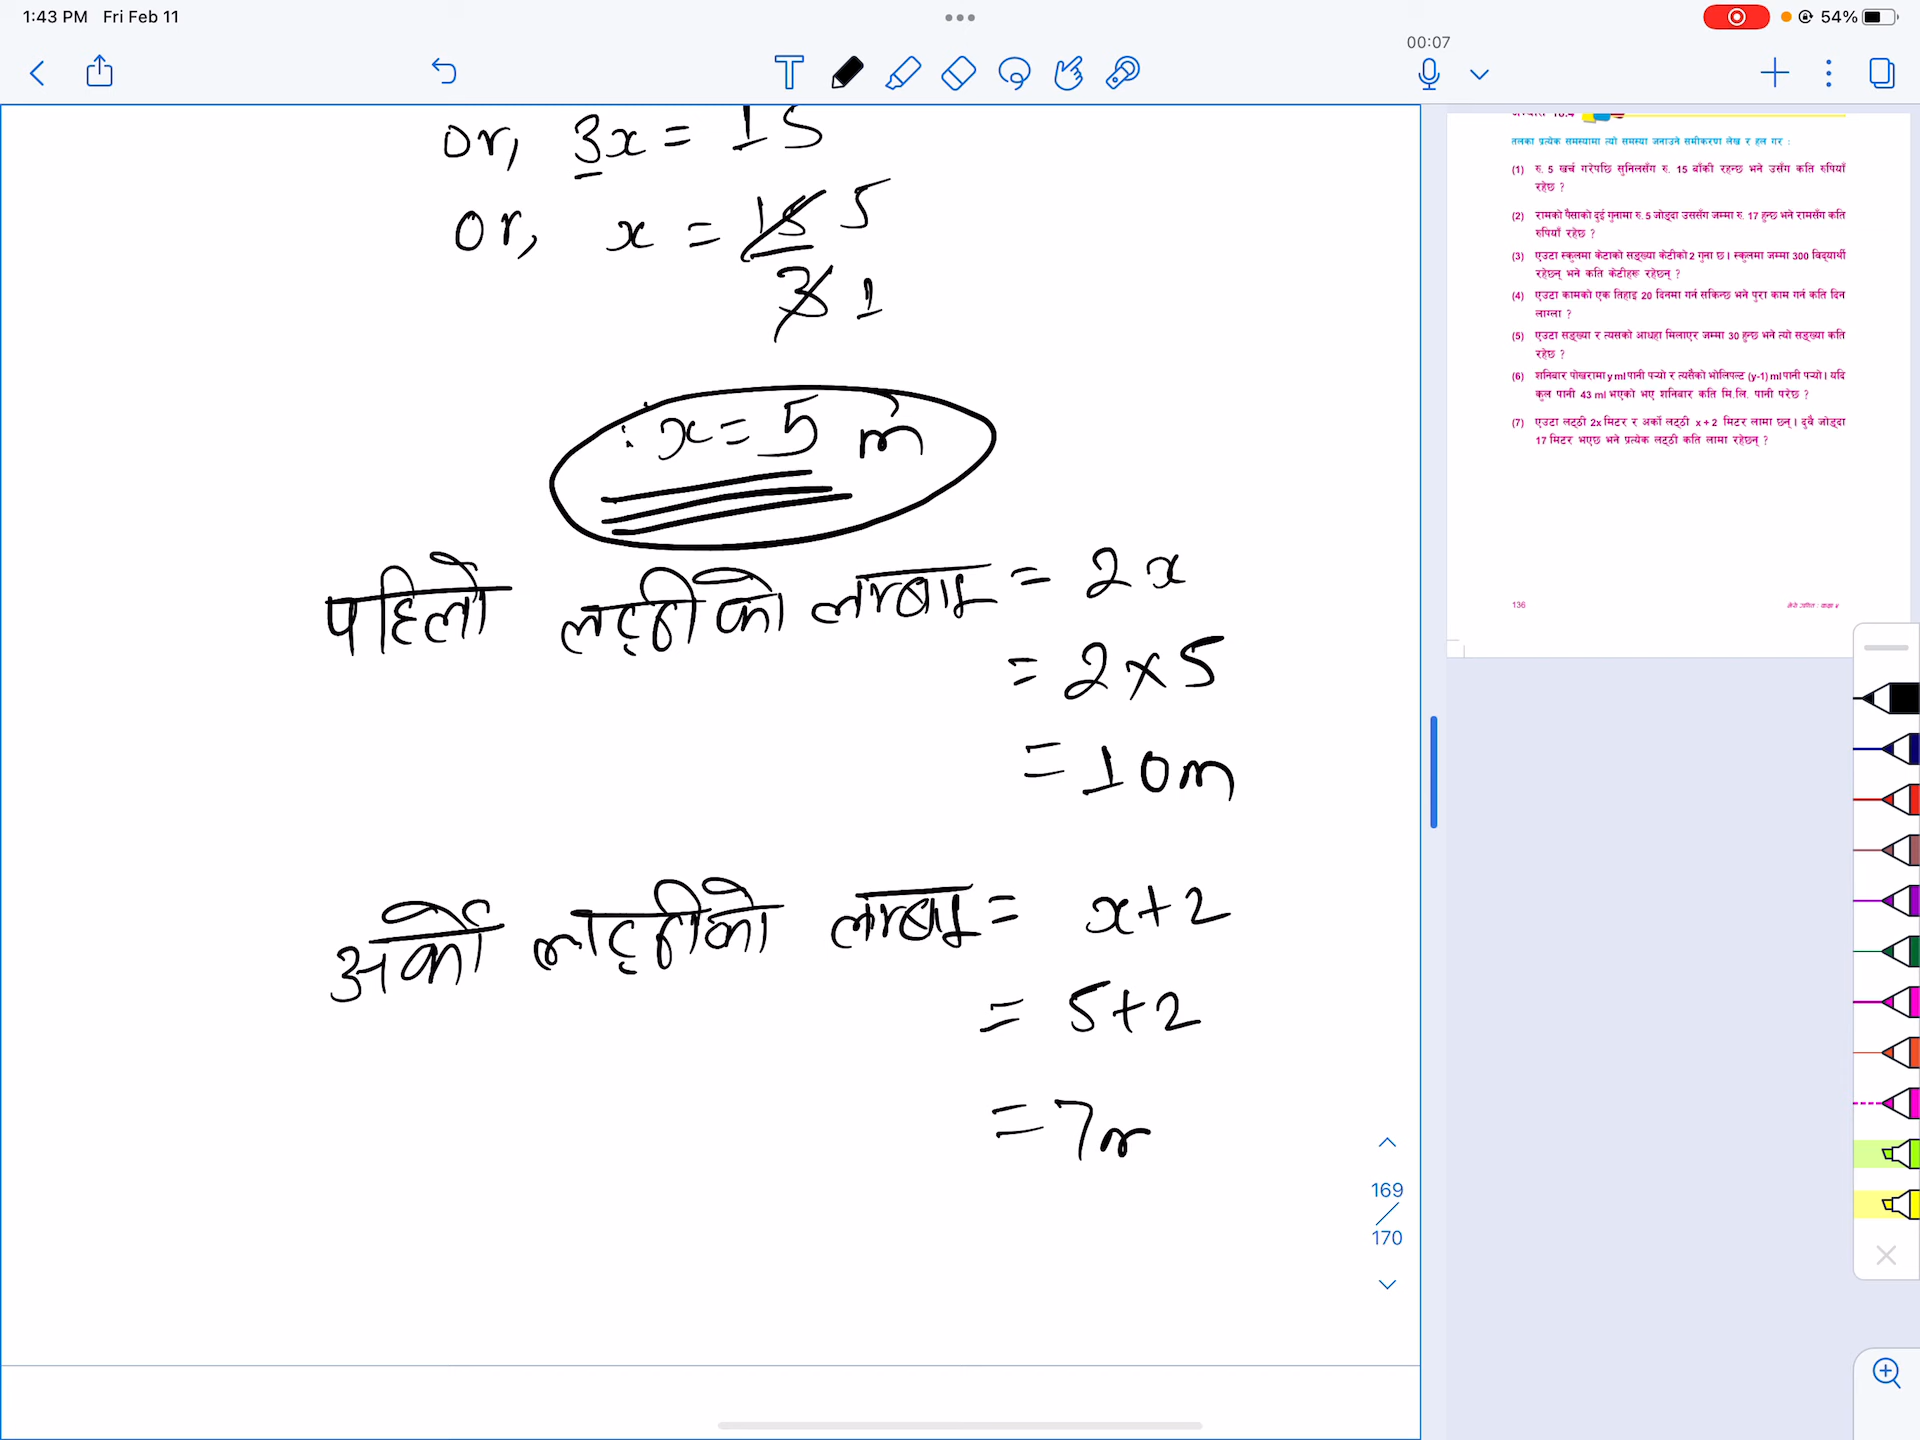 1:43 PM Fri Feb 11
54%
00:07
or, 3x = 15
or, x = 15 5
3 1
∴ x = 5 m
पहिलो लट्ठीको लम्बाइ = 2x
= 2 x 5
= 10m
अर्को लट्ठीको लम्बाइ = x+2
= 5+2
= 7m
169
170
तलका प्रत्येक समस्यामा त्यो समस्या जनाउने समीकरण लेख र हल गर :
(1) रु. 5 खर्च गरेपछि सुनिलसँग रु. 15 बाँकी रहन्छ भने उसँग कति रुपियाँ
रहेछ ?
(2) रामको पैसाको दुई गुनामा रु. 5 जोड्दा उससँग जम्मा रु. 17 हुन्छ भने रामसँग कति
रुपियाँ रहेछ ?
(3) एउटा स्कुलमा केटाको सङ्ख्या केटीको 2 गुना छ। स्कुलमा जम्मा 300 विद्यार्थी
रहेछन् भने कति केटीहरू रहेछन् ?
(4) एउटा कामको एक तिहाइ 20 दिनमा गर्न सकिन्छ भने पुरा काम गर्न कति दिन
लाग्ला ?
(5) एउटा सङ्ख्या र त्यसको आधा मिलाएर जम्मा 30 हुन्छ भने त्यो सङ्ख्या कति
रहेछ ?
(6) शनिबार पोखरामा y ml पानी पऱ्यो र त्यसैको भोलिपल्ट (y-1) ml पानी पऱ्यो। यदि
कुल पानी 43 ml भएको भए शनिबार कति मि.लि. पानी परेछ ?
(7) एउटा लट्ठी 2x मिटर र अर्को लट्ठी x + 2 मिटर लामा छन्। दुवै जोड्दा
17 मिटर भएछ भने प्रत्येक लट्ठी कति लामा रहेछन् ?
136